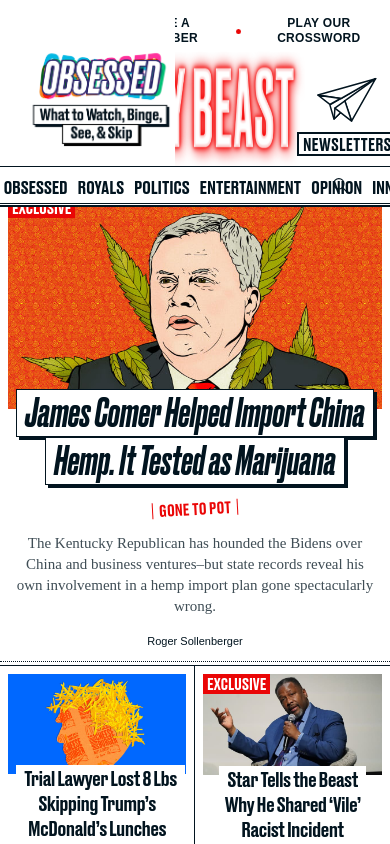 PLAY OUR
CROSSWORD
OBSESSED
What to Watch, Binge,
See, & Skip
Y BEAST
NEWSLETTERS
OBSESSED ROYALS POLITICS ENTERTAINMENT OPINION INN
EXCLUSIVE
James Comer Helped Import China
Hemp. It Tested as Marijuana
GONE TO POT
The Kentucky Republican has hounded the Bidens over
China and business ventures–but state records reveal his
own involvement in a hemp import plan gone spectacularly
wrong.
Roger Sollenberger
Trial Lawyer Lost 8 Lbs
Skipping Trump’s
McDonald’s Lunches
EXCLUSIVE
Star Tells the Beast
Why He Shared ‘Vile’
Racist Incident